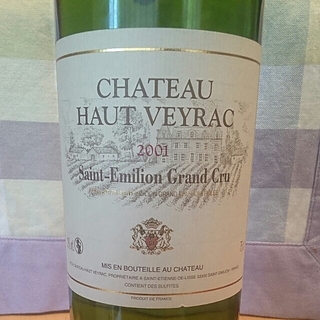 CHATEAU
HAUT VEYRAC
2001
Saint-Emilion Grand Cru
MIS EN BOUTEILLE AU CHATEAU
CONTIENT DES SULFITES
PRODUIT DE FRANCE